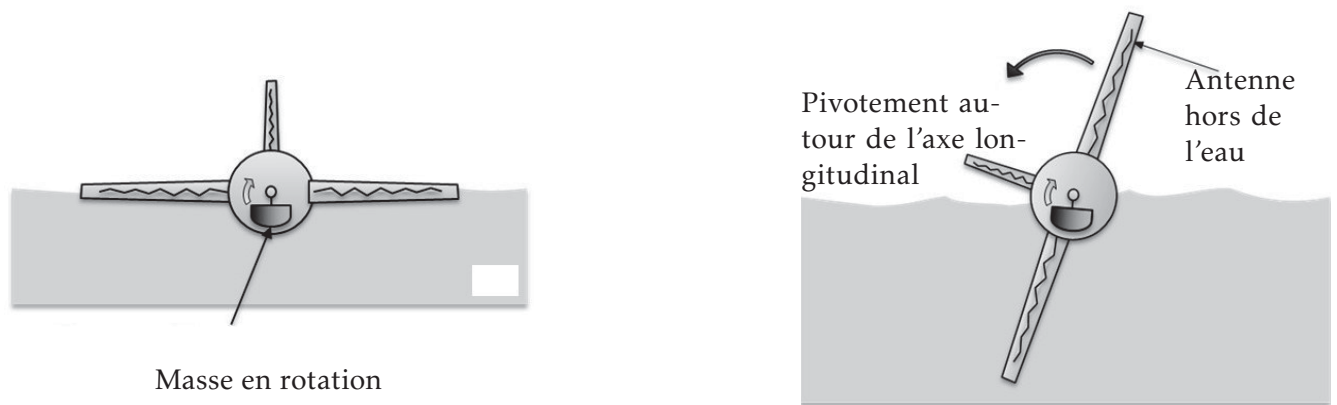 Masse en rotation
Pivotement au-
tour de l’axe lon-
gitudinal
Antenne
hors de
l’eau